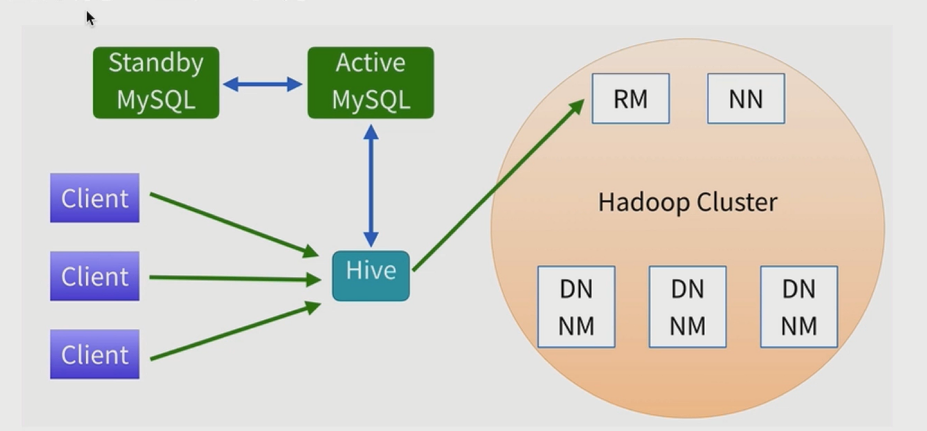 Standby
MySQL
Active
MySQL
RM
NN
Client
Hadoop Cluster
Client
Hive
DN
NM
DN
NM
DN
NM
Client